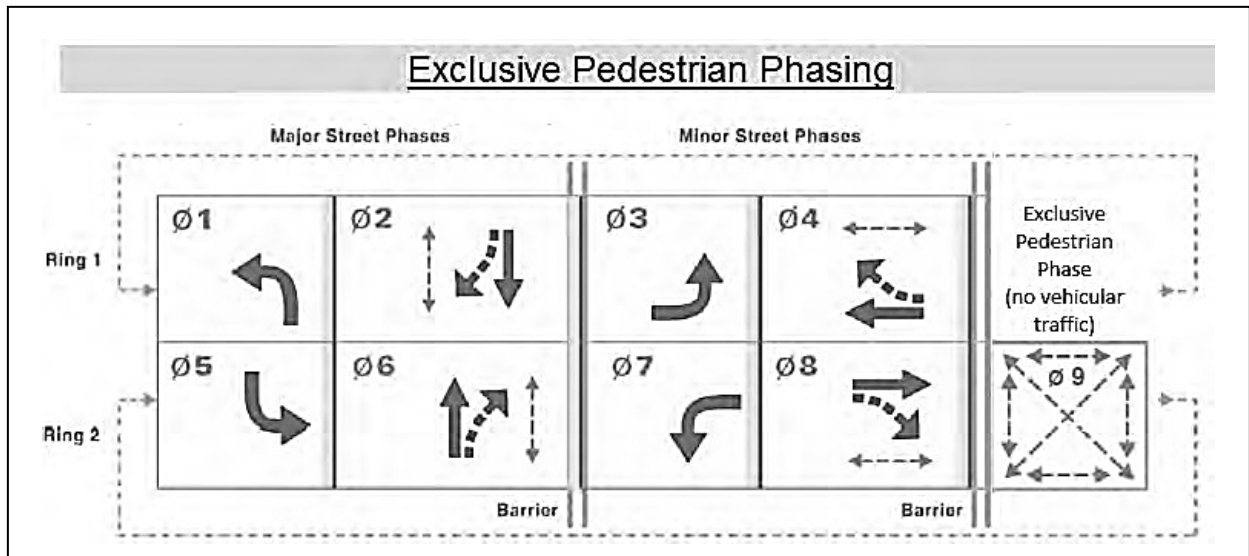 Exclusive Pedestrian Phasing
Major Street Phases
Minor Street Phases
Ring 1
Ø1
Ø2
Ø3
Ø4
Exclusive
Pedestrian
Phase
(no vehicular
traffic)
Ring 2
Ø5
Ø6
Ø7
Ø8
Ø 9
Barrier
Barrier